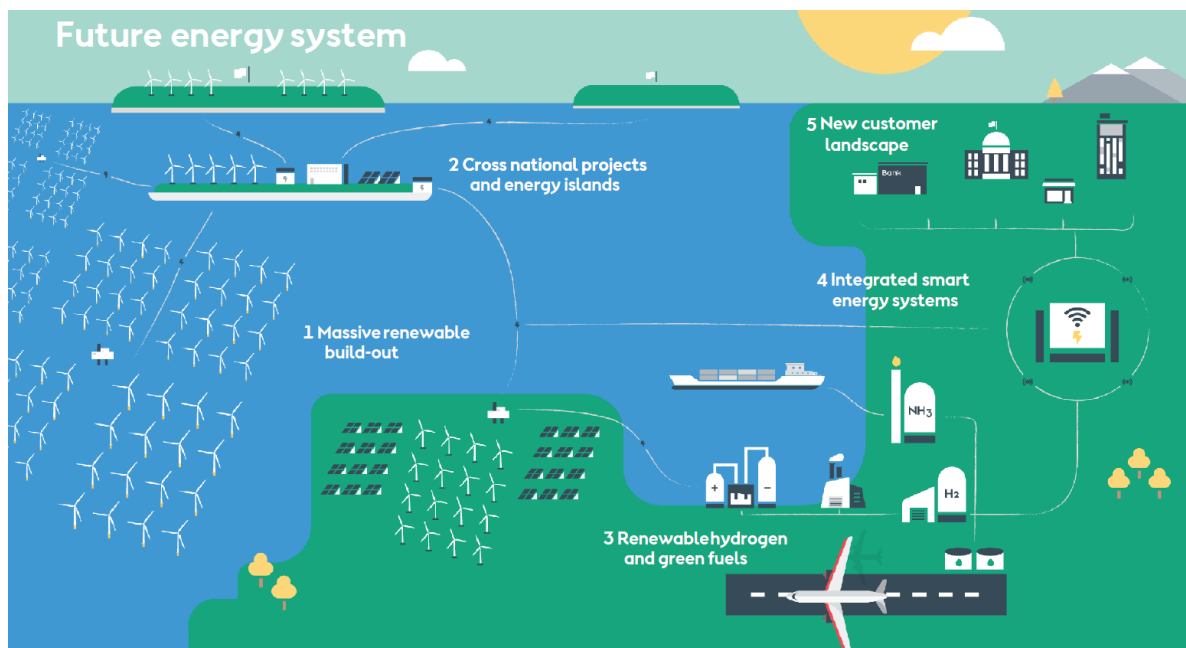 Future energy system
5 New customer
landscape
Bank
2 Cross national projects
and energy islands
4 Integrated smart
energy systems
1 Massive renewable
build-out
NH3
+
−
H2
3 Renewable hydrogen
and green fuels